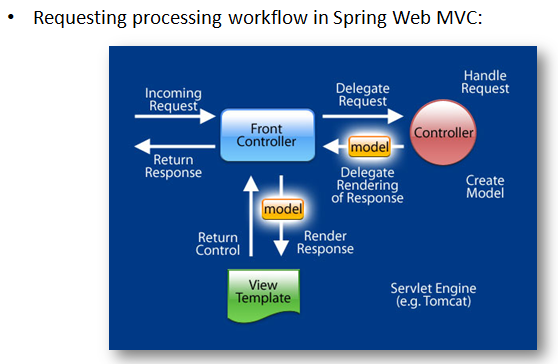 • Requesting processing workflow in Spring Web MVC:
Incoming
Request
Return
Response
Front
Controller
Delegate
Request
model
Delegate
Rendering
of Response
Controller
Handle
Request
Create
Model
model
Return
Control
Render
Response
View
Template
Servlet Engine
(e.g. Tomcat)